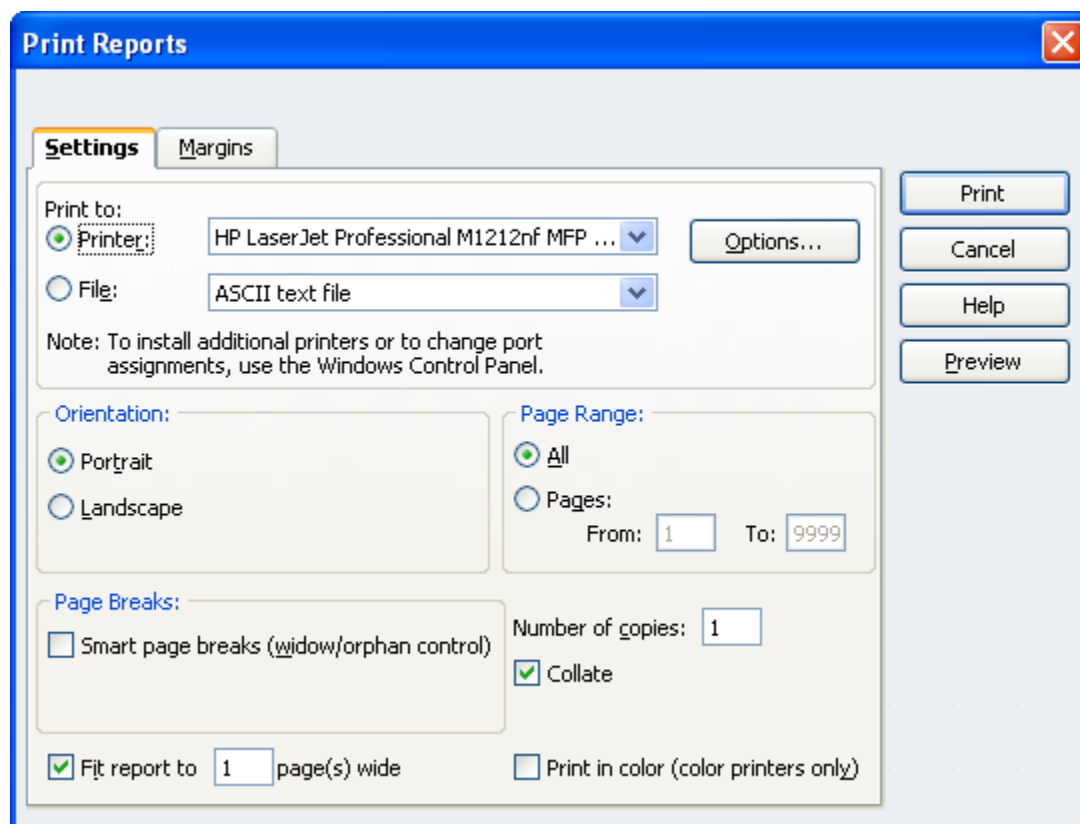 Print Reports
Settings Margins
Print to:
Printer: HP LaserJet Professional M1212nf MFP ... Options...
File: ASCII text file
Note: To install additional printers or to change port
assignments, use the Windows Control Panel.
Print
Cancel
Help
Preview
Orientation:
Portrait
Landscape
Page Range:
All
Pages:
From: 1 To: 9999
Page Breaks:
Smart page breaks (widow/orphan control)
Number of copies: 1
Collate
Fit report to 1 page(s) wide
Print in color (color printers only)